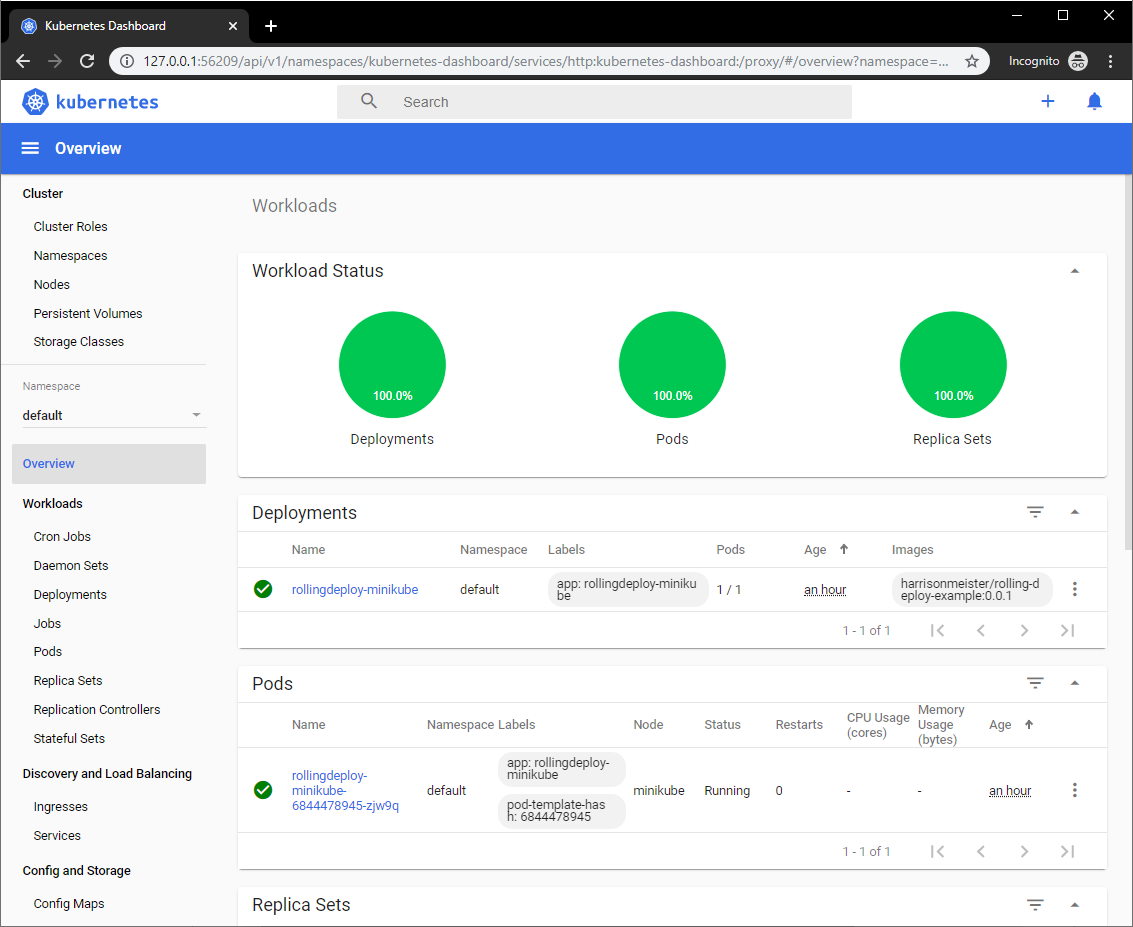 Kubernetes Dashboard
127.0.0.1:56209/api/v1/namespaces/kubernetes-dashboard/services/http:kubernetes-dashboard:/proxy/#/overview?namespace=...
Incognito
kubernetes
Search
Overview
Cluster
Cluster Roles
Namespaces
Nodes
Persistent Volumes
Storage Classes
Namespace
default
Overview
Workloads
Cron Jobs
Daemon Sets
Deployments
Jobs
Pods
Replica Sets
Replication Controllers
Stateful Sets
Discovery and Load Balancing
Ingresses
Services
Config and Storage
Config Maps
Workloads
Workload Status
100.0% 100.0% 100.0%
Deployments Pods Replica Sets
Deployments
Name Namespace Labels Pods Age Images
rollingdeploy-minikube default app: rollingdeploy-miniku 1 / 1 an hour harrisonmeister/rolling-d
be eploy-example:0.0.1
1 - 1 of 1
Pods
Name Namespace Labels Node Status Restarts CPU Usage Memory Age
(cores) Usage
(bytes)
app: rollingdeploy-
minikube
rollingdeploy-
minikube- default minikube Running 0 - - an hour
6844478945-zjw9q
pod-template-has
h: 6844478945
1 - 1 of 1
Replica Sets